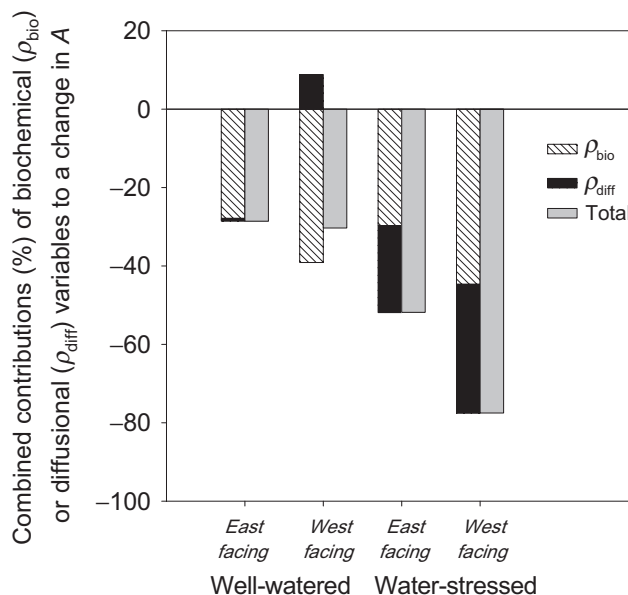 Combined contributions (%) of biochemical (ρbio)
or diffusional (ρdiff) variables to a change in A
20
0
−20
−40
−60
−80
−100
ρbio
ρdiff
Total
East facing
West facing
East facing
West facing
Well-watered
Water-stressed